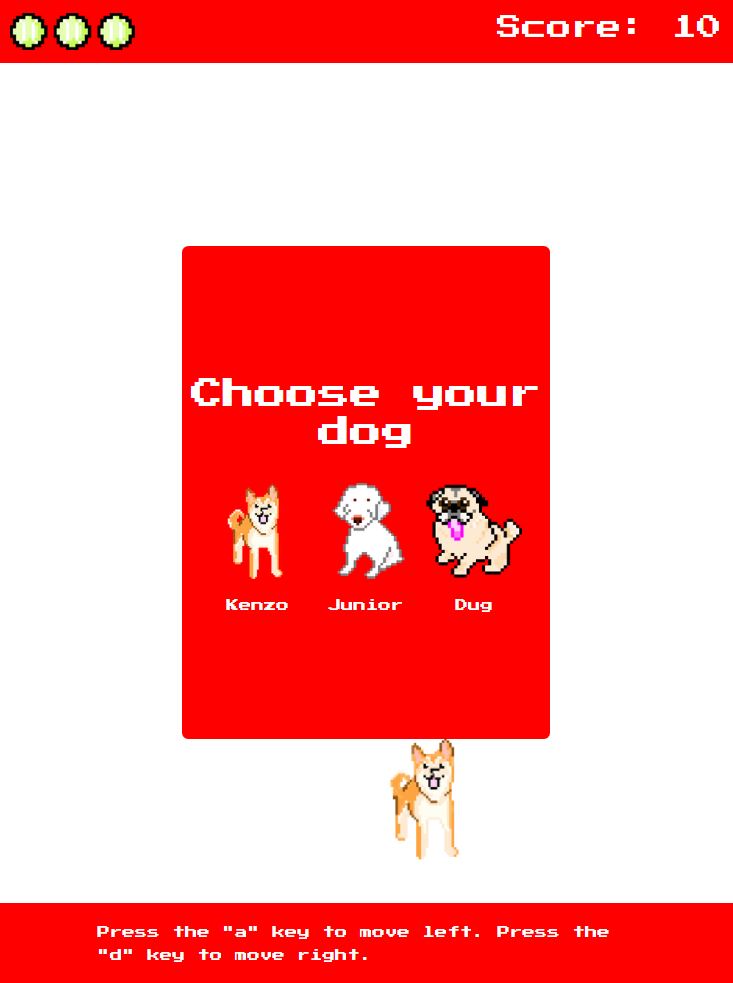 Score: 10
Choose your
dog
Kenzo Junior Dug
Press the "a" key to move left. Press the
"d" key to move right.